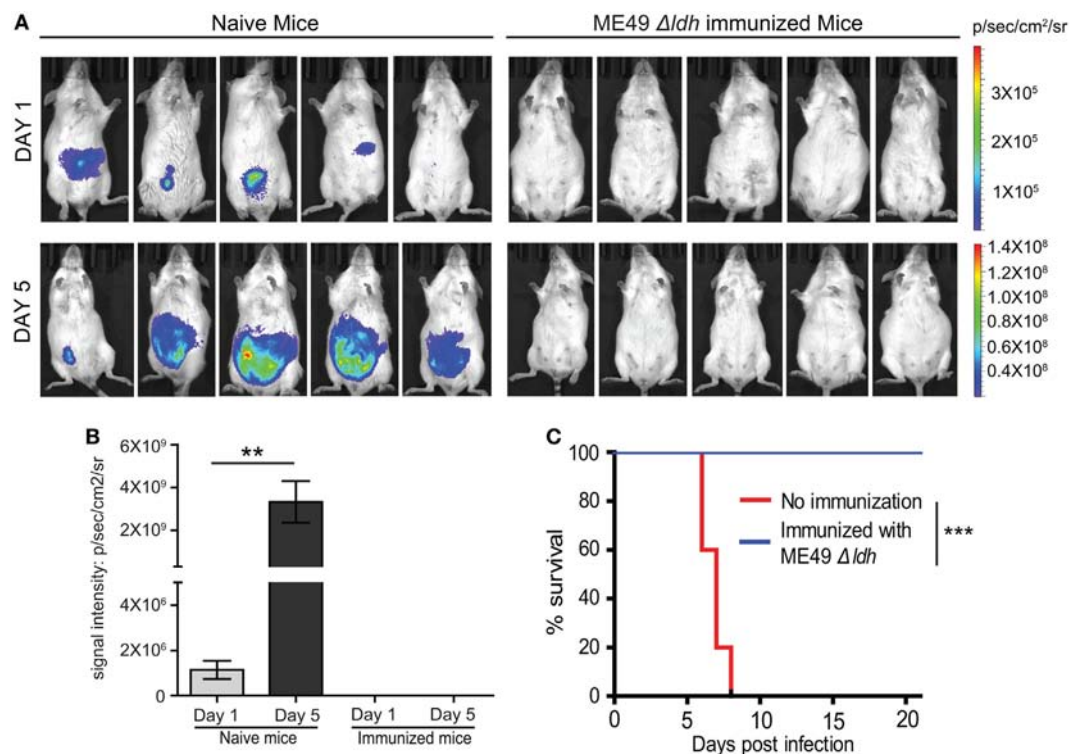 A
Naive Mice
ME49 Δldh immunized Mice
p/sec/cm²/sr
DAY 1
3X10⁵
2X10⁵
1X10⁵
DAY 5
1.4X10⁸
1.2X10⁸
1.0X10⁸
0.8X10⁸
0.6X10⁸
0.4X10⁸
B
signal intensity: p/sec/cm2/sr
6X10⁹
4X10⁹
2X10⁹
4X10⁶
2X10⁶
0
**
Day 1 Day 5 Day 1 Day 5
Naive mice Immunized mice
C
% survival
100
80
60
40
20
0
No immunization
Immunized with
ME49 Δldh
***
0 5 10 15 20
Days post infection